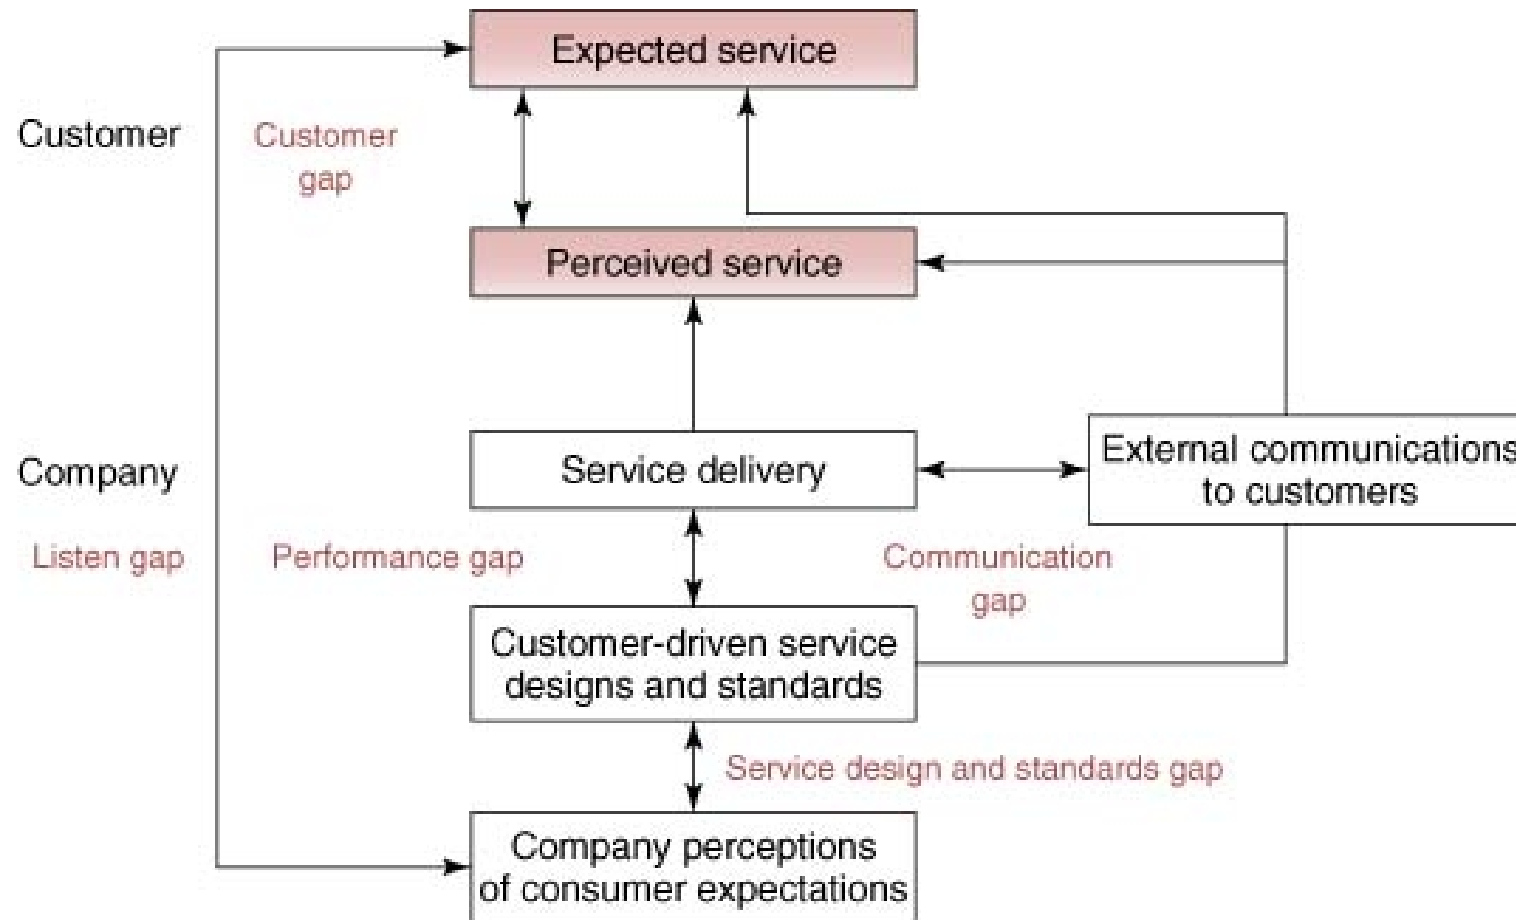 Expected service
Customer
Customer
gap
Perceived service
Company
Service delivery
External communications
to customers
Listen gap
Performance gap
Communication
gap
Customer-driven service
designs and standards
Service design and standards gap
Company perceptions
of consumer expectations